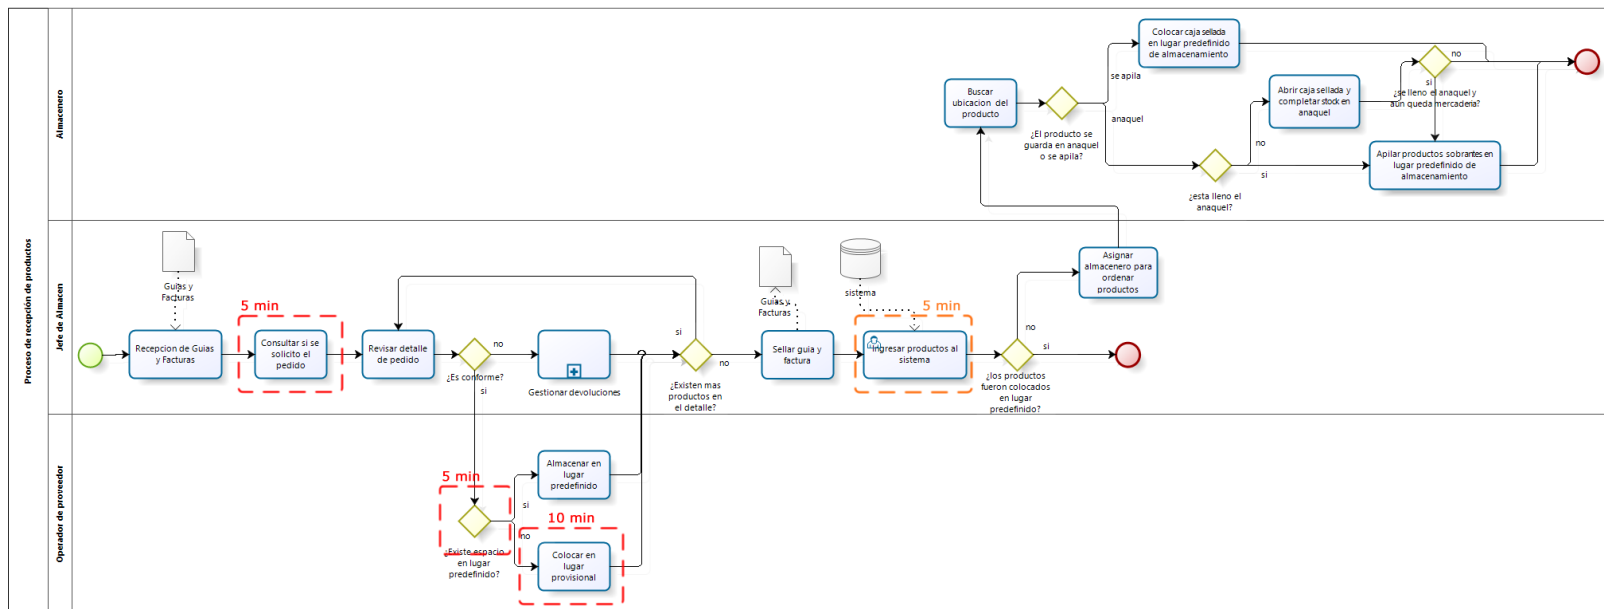 Proceso de recepción de productos
Almacenero
Colocar caja sellada
en lugar predefinido
de almacenamiento
se apila
Buscar
ubicacion del
producto
¿El producto se
guarda en anaquel
o se apila?
anaquel
Abrir caja sellada y
completar stock en
anaquel
no
si
¿se lleno el anaquel y
aun queda mercaderia?
no
¿esta lleno el
anaquel?
si
Apilar productos sobrantes en
lugar predefinido de
almacenamiento
Jefe de Almacen
Guias y
Facturas
Recepcion de Guias
y Facturas
5 min
Consultar si se
solicito el
pedido
Revisar detalle
de pedido
no
¿Es conforme?
si
Gestionar devoluciones
si
no
¿Existen mas
productos en
el detalle?
Guias y
Facturas
Sellar guia y
factura
sistema
5 min
Ingresar productos al
sistema
no
si
¿los productos
fueron colocados
en lugar
predefinido?
Asignar
almacenero para
ordenar
productos
Operador de proveedor
5 min
¿Existe espacio
en lugar
predefinido?
si
Almacenar en
lugar
predefinido
no
10 min
Colocar en
lugar
provisional